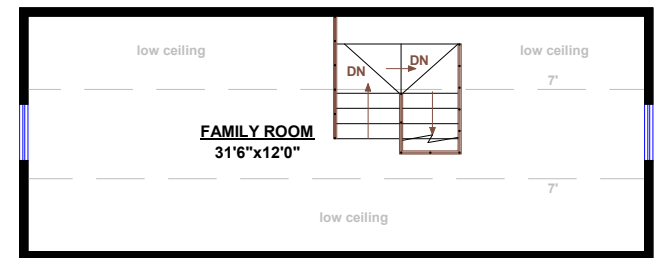 low ceiling
low ceiling
DN
DN
7'
FAMILY ROOM
31'6"x12'0"
7'
low ceiling